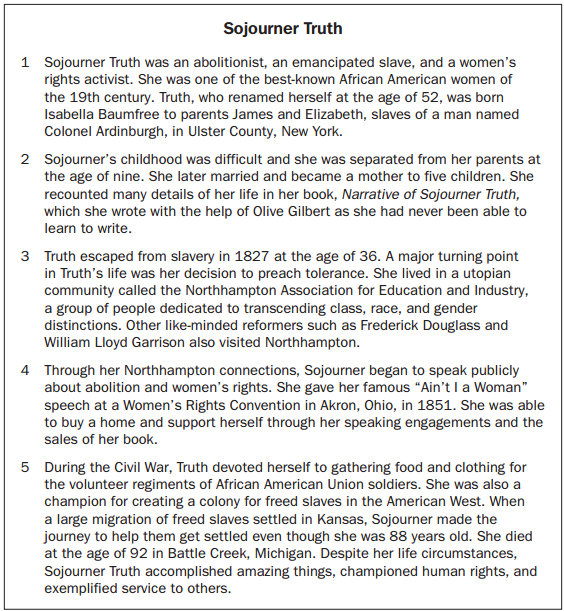 Sojourner Truth
1 Sojourner Truth was an abolitionist, an emancipated slave, and a women's
rights activist. She was one of the best-known African American women of
the 19th century. Truth, who renamed herself at the age of 52, was born
Isabella Baumfree to parents James and Elizabeth, slaves of a man named
Colonel Ardinburgh, in Ulster County, New York.
2 Sojourner's childhood was difficult and she was separated from her parents at
the age of nine. She later married and became a mother to five children. She
recounted many details of her life in her book, Narrative of Sojourner Truth,
which she wrote with the help of Olive Gilbert as she had never been able to
learn to write.
3 Truth escaped from slavery in 1827 at the age of 36. A major turning point
in Truth's life was her decision to preach tolerance. She lived in a utopian
community called the Northhampton Association for Education and Industry,
a group of people dedicated to transcending class, race, and gender
distinctions. Other like-minded reformers such as Frederick Douglass and
William Lloyd Garrison also visited Northhampton.
4 Through her Northhampton connections, Sojourner began to speak publicly
about abolition and women's rights. She gave her famous "Ain't I a Woman"
speech at a Women's Rights Convention in Akron, Ohio, in 1851. She was able
to buy a home and support herself through her speaking engagements and the
sales of her book.
5 During the Civil War, Truth devoted herself to gathering food and clothing for
the volunteer regiments of African American Union soldiers. She was also a
champion for creating a colony for freed slaves in the American West. When
a large migration of freed slaves settled in Kansas, Sojourner made the
journey to help them get settled even though she was 88 years old. She died
at the age of 92 in Battle Creek, Michigan. Despite her life circumstances,
Sojourner Truth accomplished amazing things, championed human rights, and
exemplified service to others.